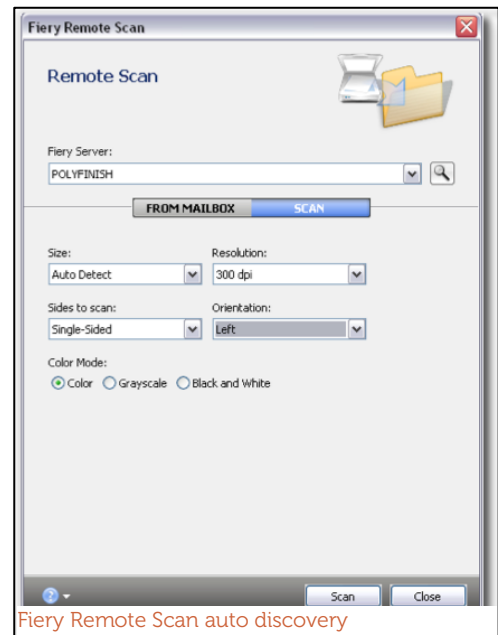 Fiery Remote Scan
Remote Scan
Fiery Server:
POLYFINISH
FROM MAILBOX SCAN
Size: Resolution:
Auto Detect 300 dpi
Sides to scan: Orientation:
Single-Sided Left
Color Mode:
Color Grayscale Black and White
Scan Close
Fiery Remote Scan auto discovery